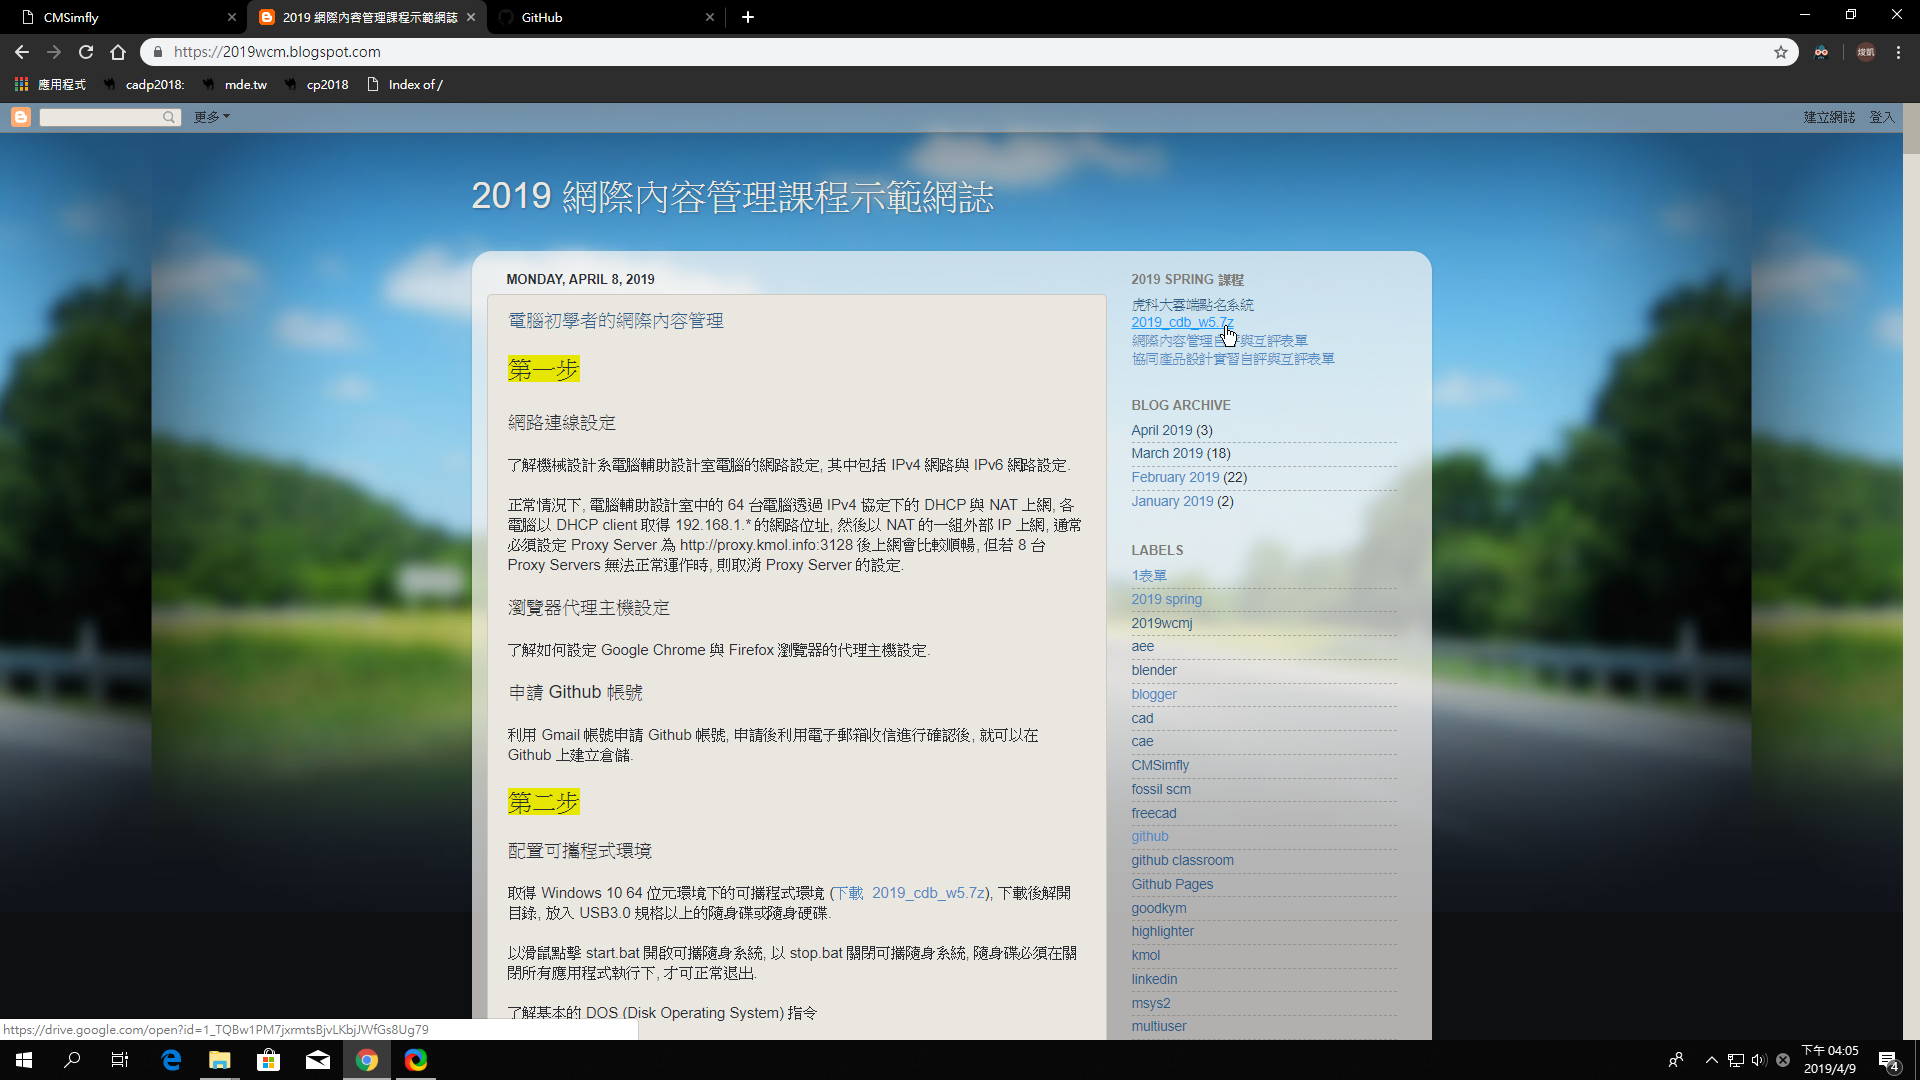 CMSimfly
2019 網際內容管理課程示範網誌
GitHub
https://2019wcm.blogspot.com
應用程式
cadp2018:
mde.tw
cp2018
Index of /
更多
建立網誌
登入
2019 網際內容管理課程示範網誌
MONDAY, APRIL 8, 2019
電腦初學者的網際內容管理
第一步
網路連線設定
了解機械設計系電腦輔助設計室電腦的網路設定, 其中包括 IPv4 網路與 IPv6 網路設定.
正常情況下, 電腦輔助設計室中的 64 台電腦透過 IPv4 協定下的 DHCP 與 NAT 上網, 各
電腦以 DHCP client 取得 192.168.1.* 的網路位址, 然後以 NAT 的一組外部 IP 上網, 通常
必須設定 Proxy Server 為 http://proxy.kmol.info:3128 後上網會比較順暢, 但若 8 台
Proxy Servers 無法正常運作時, 則取消 Proxy Server 的設定.
瀏覽器代理主機設定
了解如何設定 Google Chrome 與 Firefox 瀏覽器的代理主機設定.
申請 Github 帳號
利用 Gmail 帳號申請 Github 帳號, 申請後利用電子郵箱收信進行確認後, 就可以在
Github 上建立倉儲.
第二步
配置可攜程式環境
取得 Windows 10 64 位元環境下的可攜程式環境 (下載 2019_cdb_w5.7z), 下載後解開
目錄, 放入 USB3.0 規格以上的隨身碟或隨身硬碟.
以滑鼠點擊 start.bat 開啟可攜隨身系統, 以 stop.bat 關閉可攜隨身系統, 隨身碟必須在關
閉所有應用程式執行下, 才可正常退出.
了解基本的 DOS (Disk Operating System) 指令
2019 SPRING 課程
虎科大雲端點名系統
2019_cdb_w5.7z
網際內容管理自評與互評表單
協同產品設計實習自評與互評表單
BLOG ARCHIVE
April 2019 (3)
March 2019 (18)
February 2019 (22)
January 2019 (2)
LABELS
1表單
2019 spring
2019wcmj
aee
blender
blogger
cad
cae
CMSimfly
fossil scm
freecad
github
github classroom
Github Pages
goodkym
highlighter
kmol
linkedin
msys2
multiuser
https://drive.google.com/open?id=1_TQBw1PM7jxrmtsBjvLKbjJWfGs8Ug79
下午 04:05
2019/4/9
4